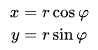 x = r cos φ
y = r sin φ